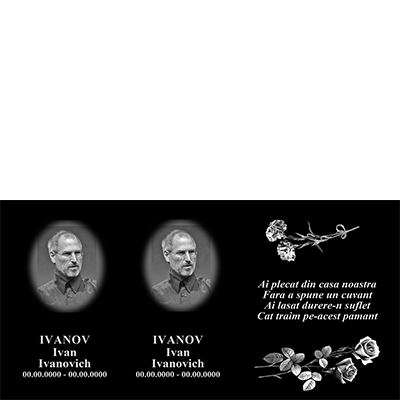 IVANOV
Ivan
Ivanovich
00.00.0000 - 00.00.0000
IVANOV
Ivan
Ivanovich
00.00.0000 - 00.00.0000
Ai plecat din casa noastra
Fara a spune un cuvant
Ai lasat durere-n suflet
Cat traim pe-acest pamant